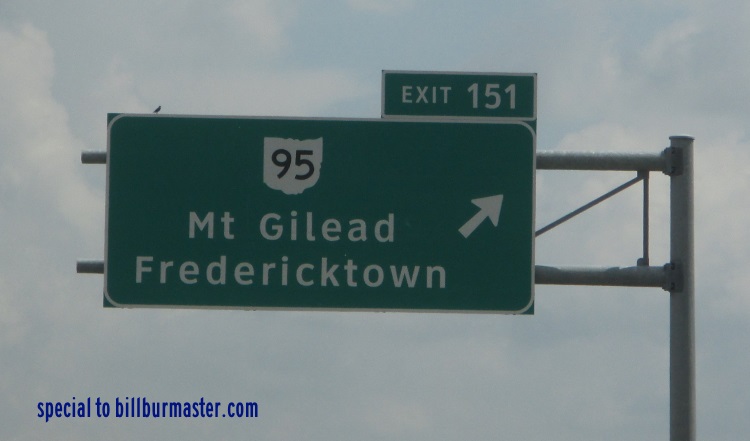 EXIT 151
95
Mt Gilead
Fredericktown
special to billburmaster.com